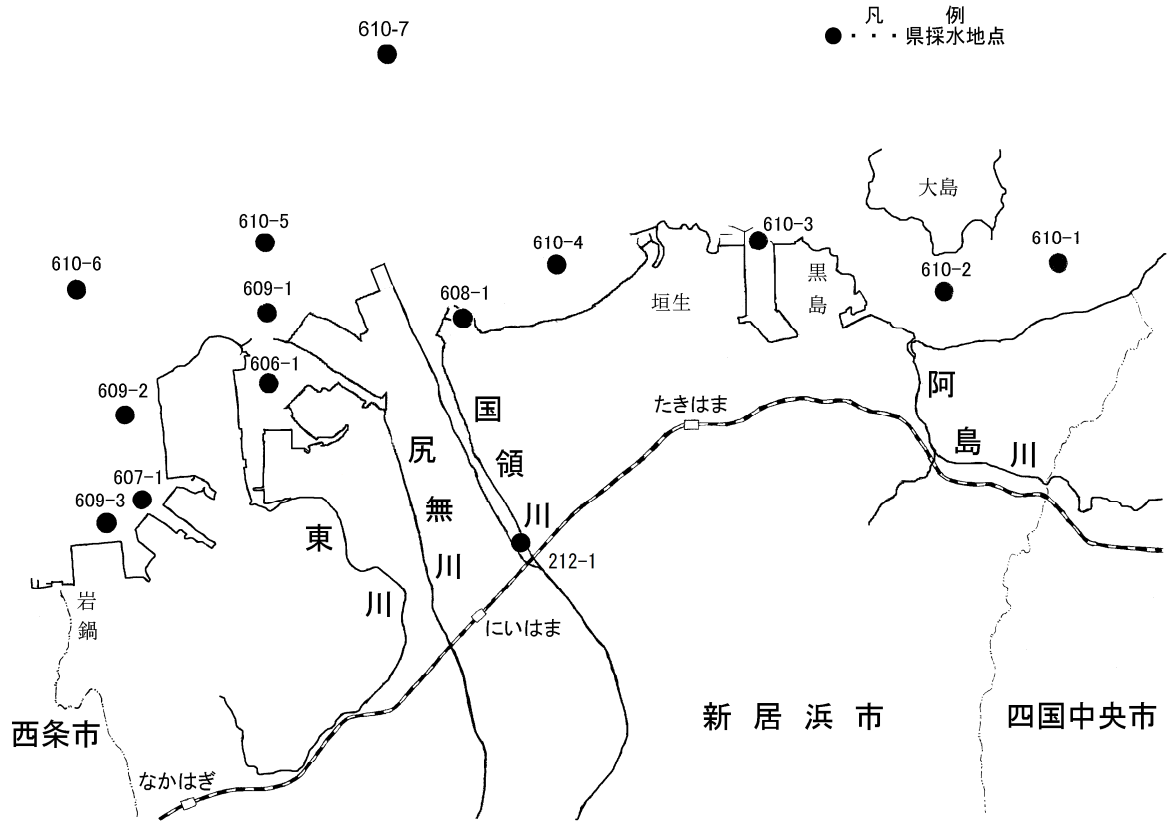 凡　例
●・・・県採水地点
610-7
大島
610-5
610-3
610-4
610-1
610-6
610-2
609-1
608-1
黒島
垣生
606-1
609-2
阿島川
たきはま
国領川
尻無川
607-1
609-3
東川
212-1
岩鍋
にいはま
西条市
新居浜市
四国中央市
なかはぎ